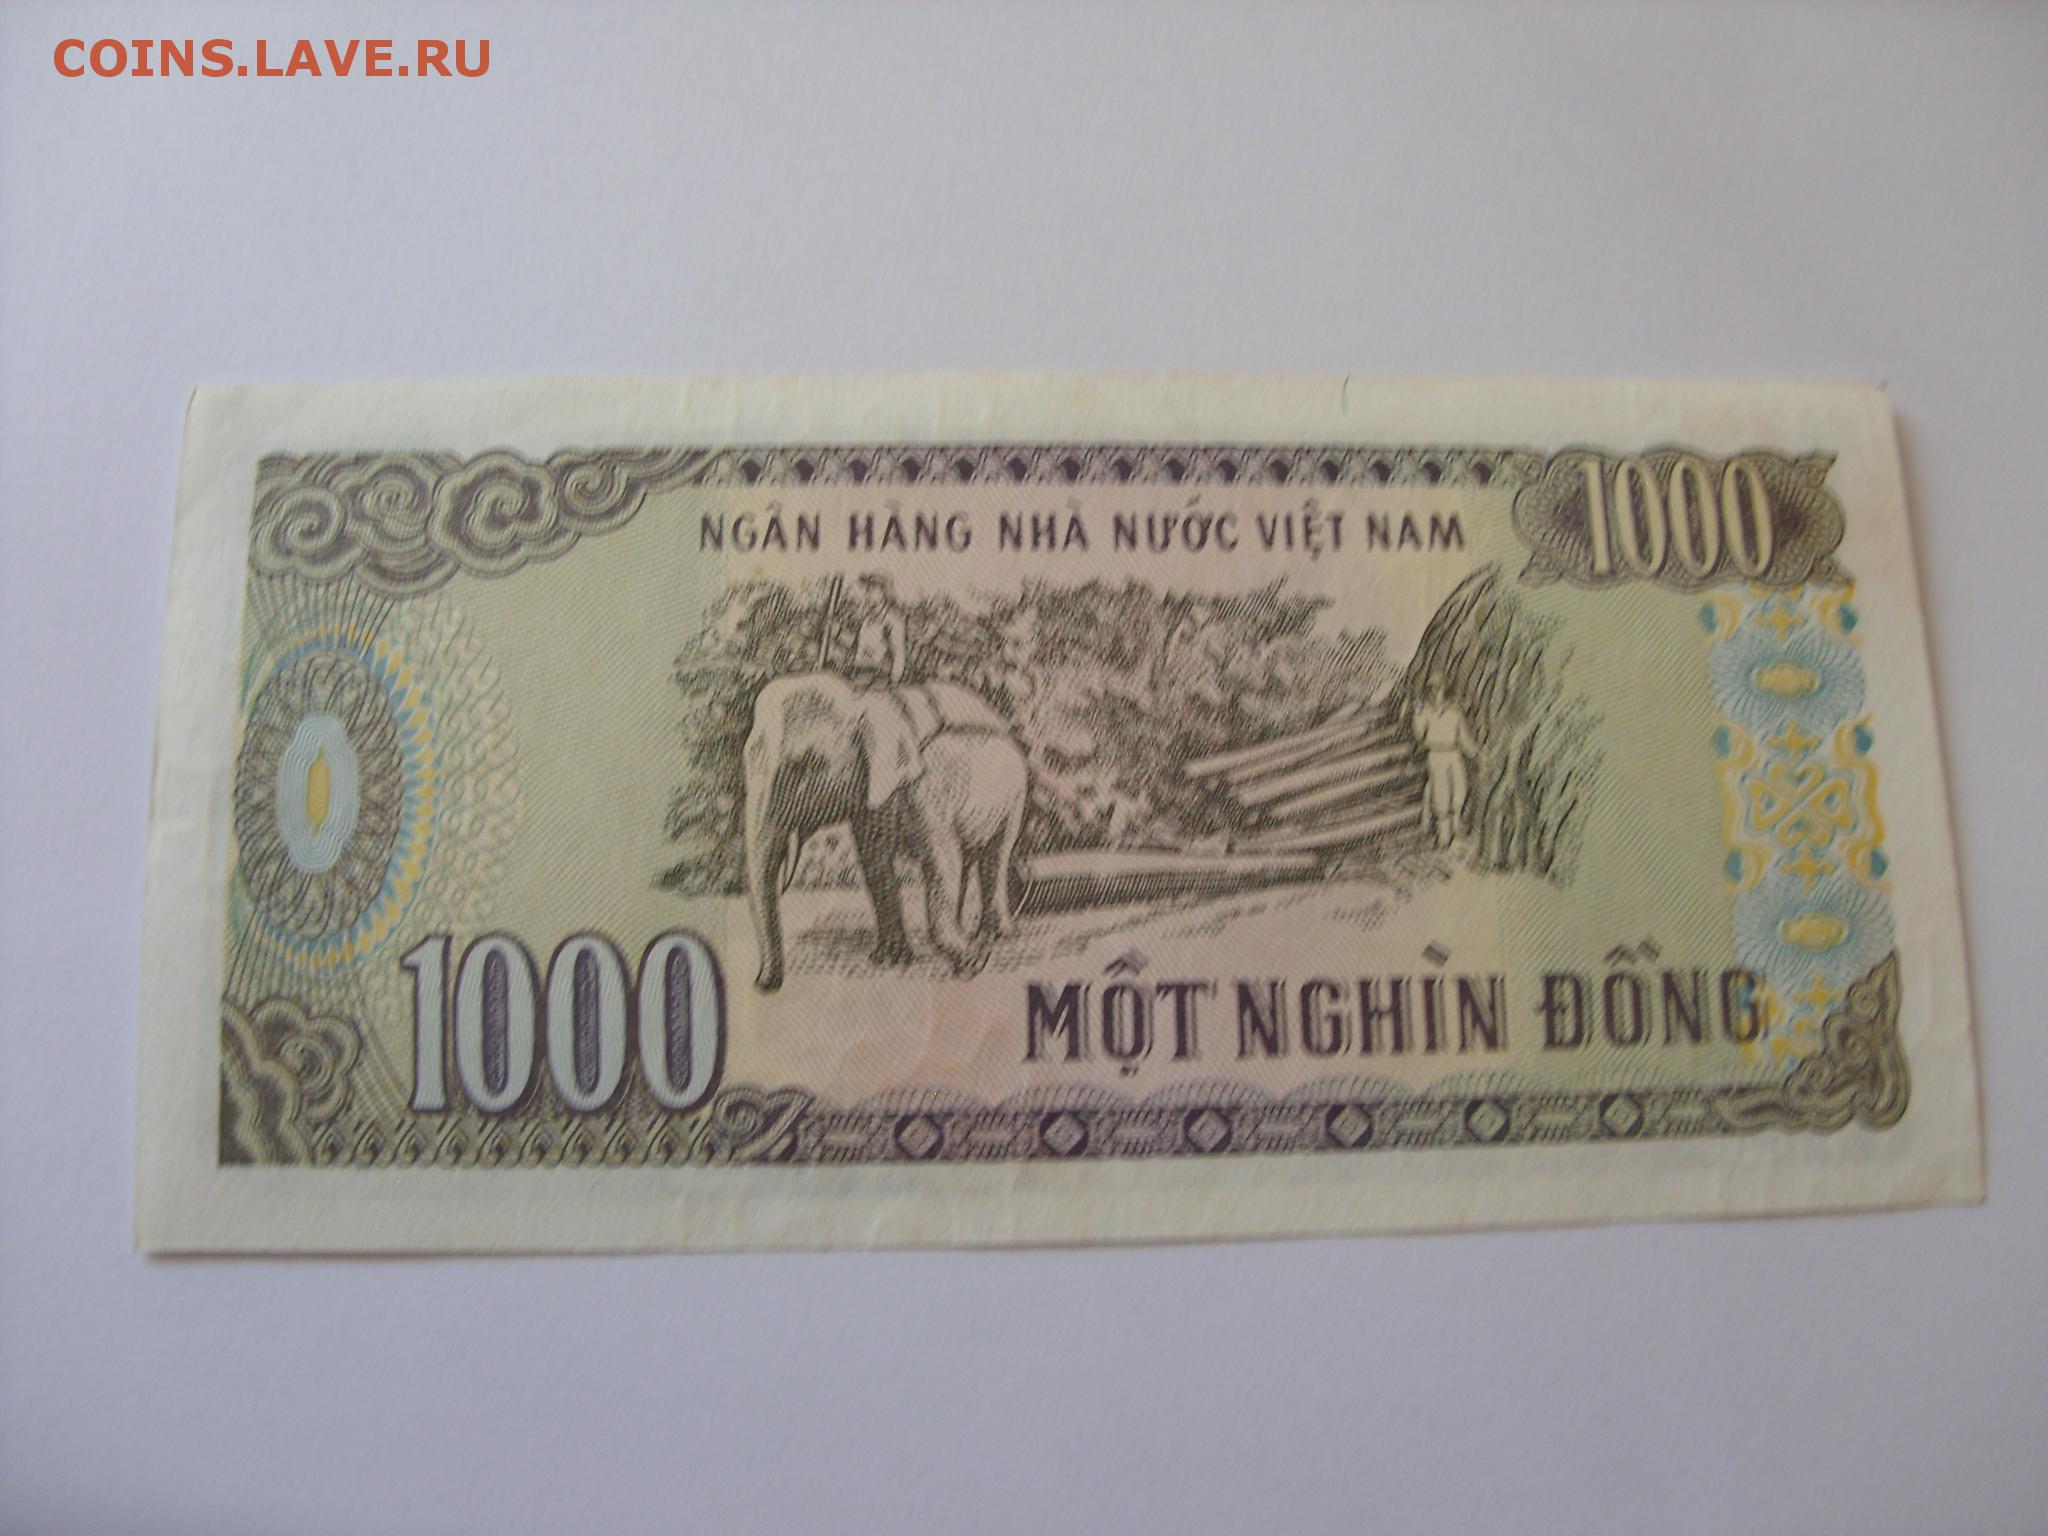 COINS.LAVE.RU
1000
NGÂN HÀNG NHÀ NƯỚC VIỆT NAM
1000
MỘT NGHÌN ĐỒNG